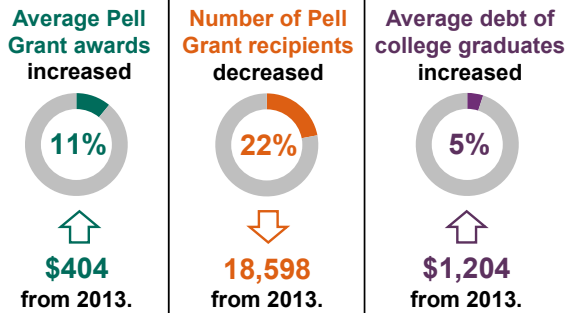 Average Pell
Grant awards
increased
11%
$404
from 2013.
Number of Pell
Grant recipients
decreased
22%
18,598
from 2013.
Average debt of
college graduates
increased
5%
$1,204
from 2013.